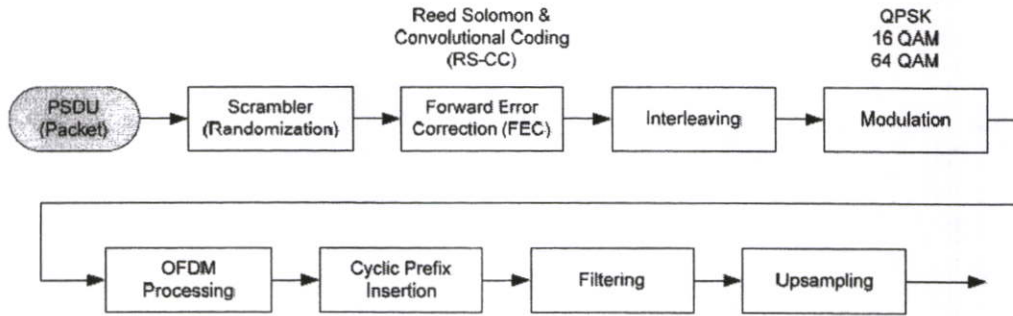 Reed Solomon &
Convolutional Coding
(RS-CC)
QPSK
16 QAM
64 QAM
PSDU
(Packet)
Scrambler
(Randomization)
Forward Error
Correction (FEC)
Interleaving
Modulation
OFDM
Processing
Cyclic Prefix
Insertion
Filtering
Upsampling